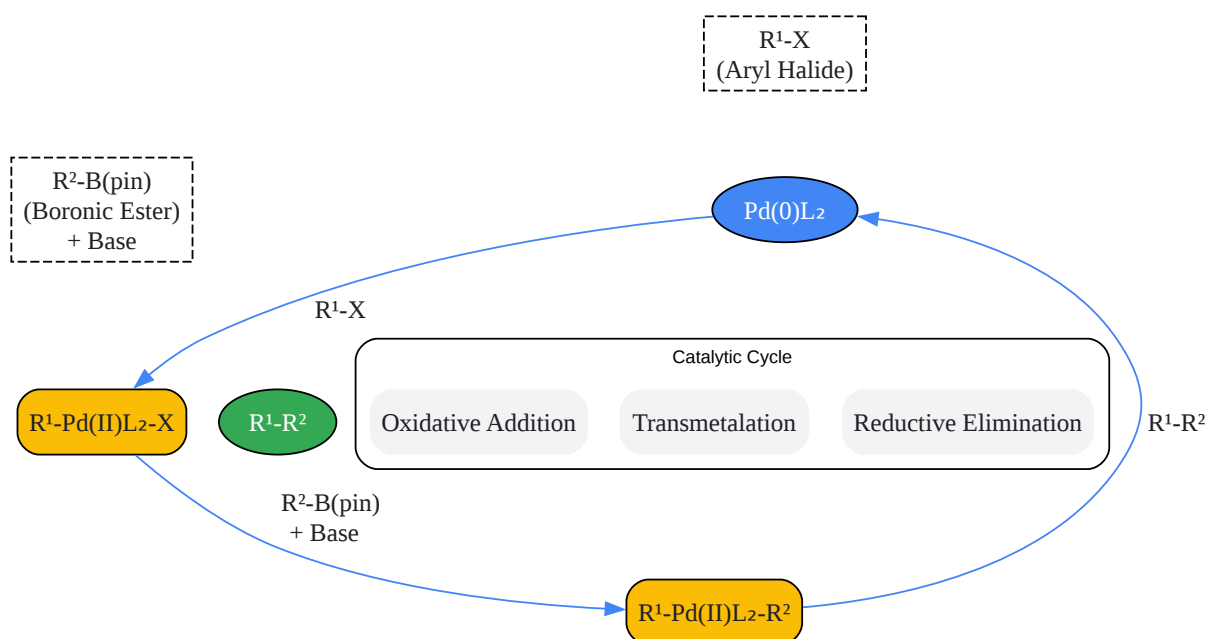 R¹-X
(Aryl Halide)
R²-B(pin)
(Boronic Ester)
+ Base
Pd(0)L₂
R¹-X
Catalytic Cycle
R¹-Pd(II)L₂-X
R¹-R²
Oxidative Addition
Transmetalation
Reductive Elimination
R¹-R²
R²-B(pin)
+ Base
R¹-Pd(II)L₂-R²